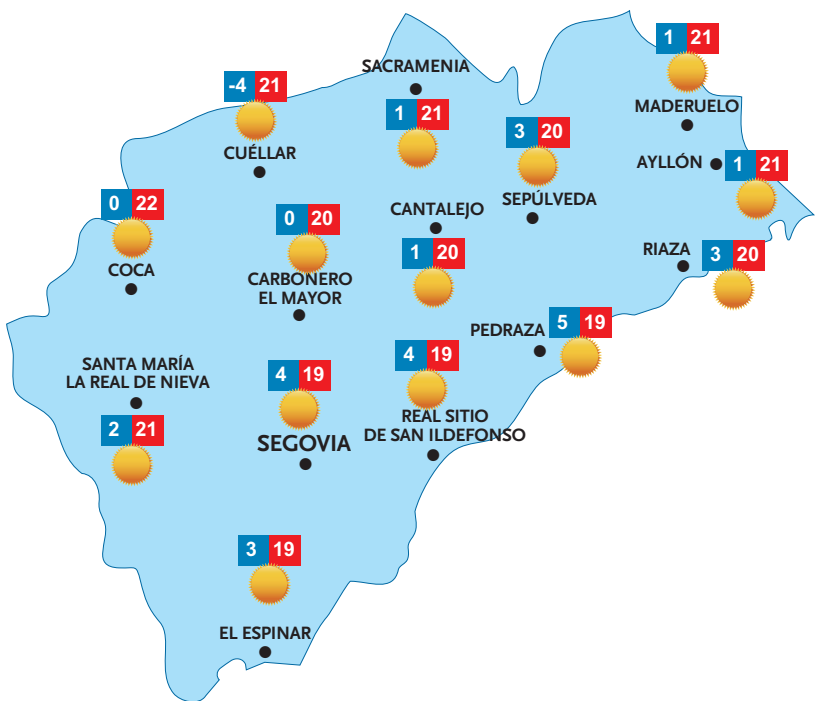 1 21
MADERUELO
SACRAMENIA
1 21
-4 21
CUÉLLAR
3 20
SEPÚLVEDA
AYLLÓN
1 21
0 22
COCA
0 20
CARBONERO
EL MAYOR
CANTALEJO
1 20
RIAZA
3 20
PEDRAZA
5 19
SANTA MARÍA
LA REAL DE NIEVA
2 21
4 19
SEGOVIA
4 19
REAL SITIO
DE SAN ILDEFONSO
3 19
EL ESPINAR